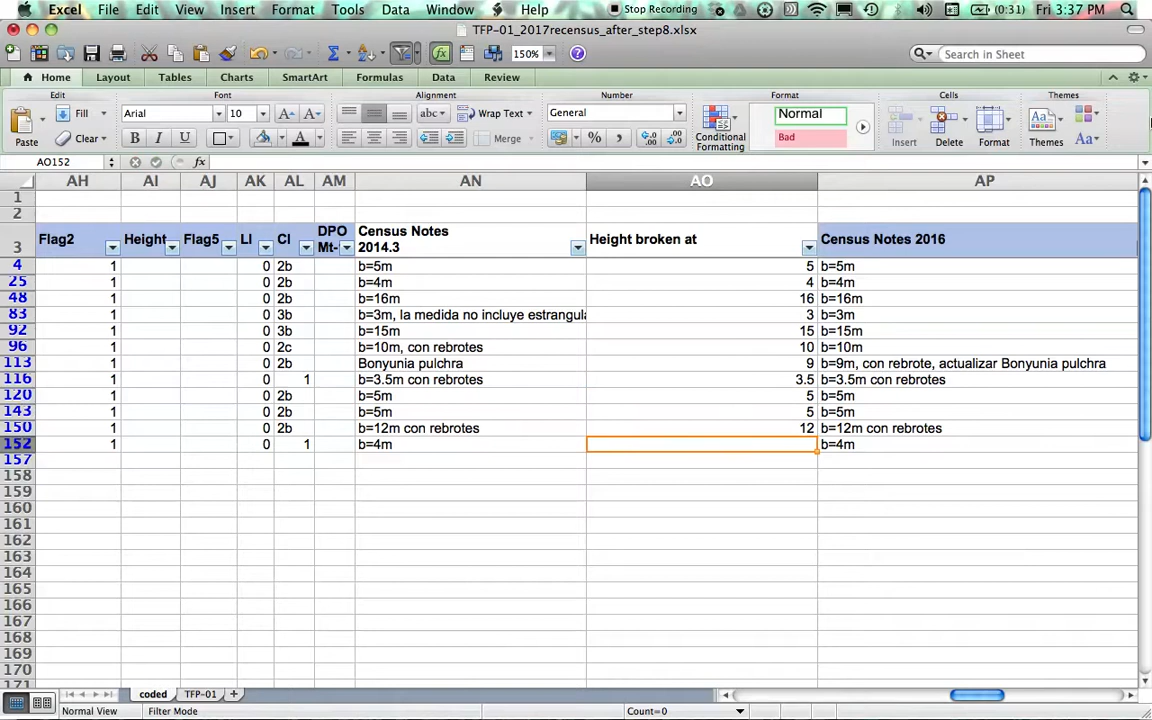 Excel File Edit View Insert Format Tools Data Window Help Stop Recording (0:31) Fri 3:37 PM
TFP-01_2017recensus_after_step8.xlsx
150% Search in Sheet
Home Layout Tables Charts SmartArt Formulas Data Review
Edit Font Alignment Number Format Cells Themes
Fill Arial 10 A A abc Wrap Text General Normal
Paste Clear B I U A Merge % Conditional Formatting Bad Insert Delete Format Themes Aa
AO152 fx
AH AI AJ AK AL AM AN AO AP
1
2
3 Flag2 Height Flag5 LI CI DPO Mt- Census Notes 2014.3 Height broken at Census Notes 2016
4 1 0 2b b=5m 5 b=5m
25 1 0 2b b=4m 4 b=4m
48 1 0 2b b=16m 16 b=16m
83 1 0 3b b=3m, la medida no incluye estrangula 3 b=3m
92 1 0 3b b=15m 15 b=15m
96 1 0 2c b=10m, con rebrotes 10 b=10m
113 1 0 2b Bonyunia pulchra 9 b=9m, con rebrote, actualizar Bonyunia pulchra
116 1 0 1 b=3.5m con rebrotes 3.5 b=3.5m con rebrotes
120 1 0 2b b=5m 5 b=5m
143 1 0 2b b=5m 5 b=5m
150 1 0 2b b=12m con rebrotes 12 b=12m con rebrotes
152 1 0 1 b=4m b=4m
157
158
159
160
161
162
163
164
165
166
167
168
169
170
171
coded TFP-01
Normal View Filter Mode Count=0